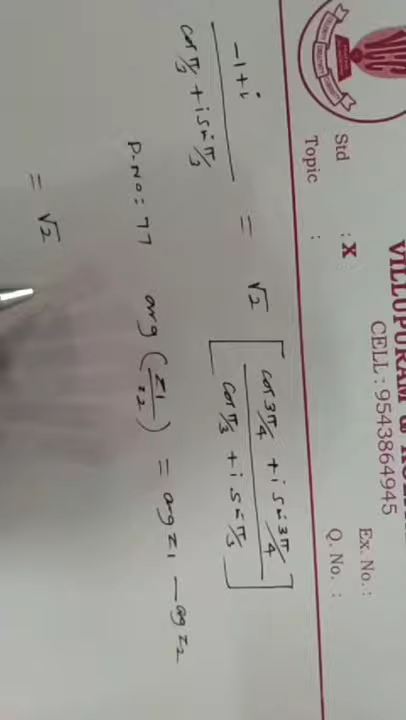 VILLUPURAM &
CELL : 9543864945
Std : X
Ex. No.:
Topic :
Q. No. :
-1+i / cos π/3 + i sin π/3 = √2 [ cos 3π/4 + i sin 3π/4 / cos π/3 + i sin π/3 ]
P.No: 77 arg (z1/z2) = arg z1 - arg z2
= √2